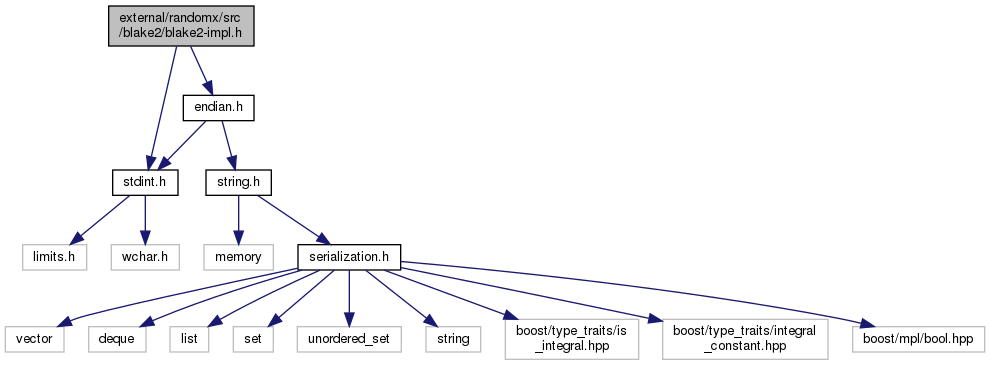 external/randomx/src
/blake2/blake2-impl.h
endian.h
stdint.h
string.h
limits.h
wchar.h
memory
serialization.h
vector
deque
list
set
unordered_set
string
boost/type_traits/is
_integral.hpp
boost/type_traits/integral
_constant.hpp
boost/mpl/bool.hpp